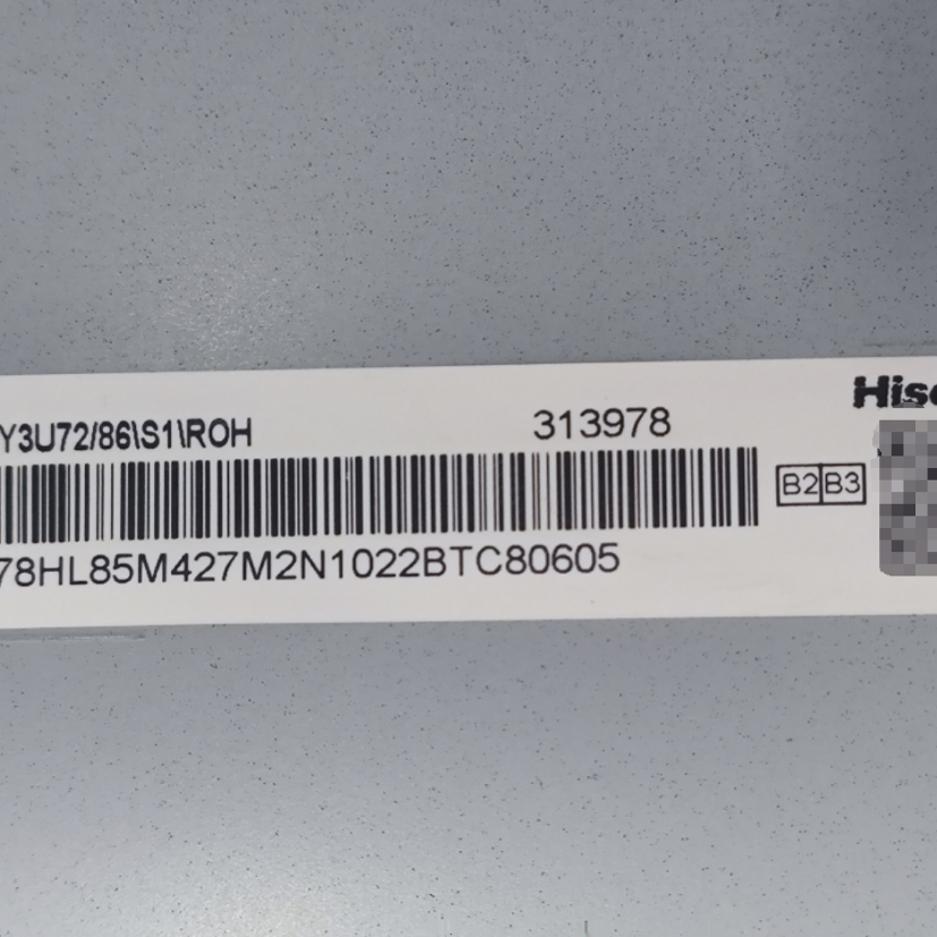 Y3U72/86\S1\ROH
313978
Hise
B2 B3
78HL85M427M2N1022BTC80605